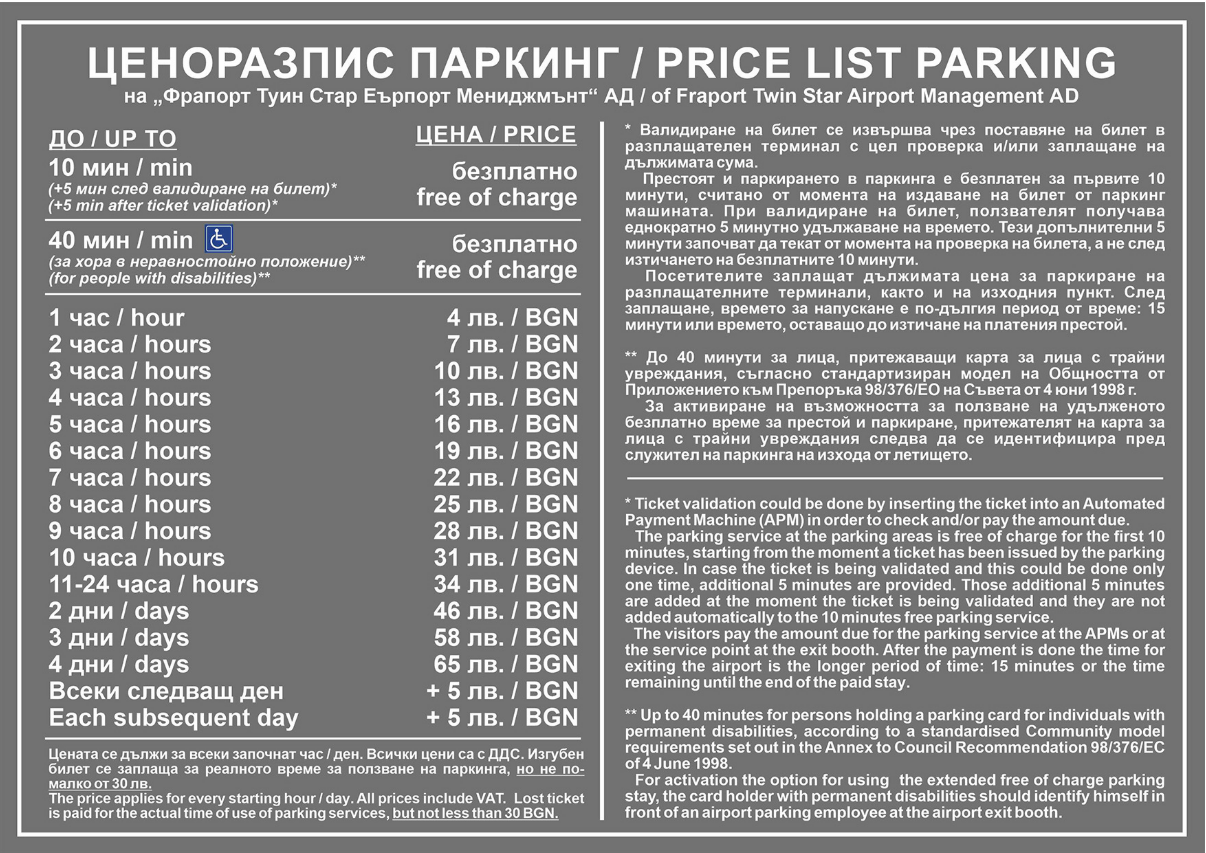 ЦЕНОРАЗПИС ПАРКИНГ / PRICE LIST PARKING
на „Фрапорт Туин Стар Еърпорт Мениджмънт“ АД / of Fraport Twin Star Airport Management AD
ДО / UP TO ЦЕНА / PRICE
10 мин / min безплатно
(+5 мин след валидиране на билет)*
(+5 min after ticket validation)* free of charge
40 мин / min безплатно
(за хора в неравностойно положение)**
(for people with disabilities)** free of charge
1 час / hour 4 лв. / BGN
2 часа / hours 7 лв. / BGN
3 часа / hours 10 лв. / BGN
4 часа / hours 13 лв. / BGN
5 часа / hours 16 лв. / BGN
6 часа / hours 19 лв. / BGN
7 часа / hours 22 лв. / BGN
8 часа / hours 25 лв. / BGN
9 часа / hours 28 лв. / BGN
10 часа / hours 31 лв. / BGN
11-24 часа / hours 34 лв. / BGN
2 дни / days 46 лв. / BGN
3 дни / days 58 лв. / BGN
4 дни / days 65 лв. / BGN
Всеки следващ ден + 5 лв. / BGN
Each subsequent day + 5 лв. / BGN
Цената се дължи за всеки започнат час / ден. Всички цени са с ДДС. Изгубен
билет се заплаща за реалното време за ползване на паркинга, но не по-
малко от 30 лв.
The price applies for every starting hour / day. All prices include VAT. Lost ticket
is paid for the actual time of use of parking services, but not less than 30 BGN.
* Валидиране на билет се извършва чрез поставяне на билет в
разплащателен терминал с цел проверка и/или заплащане на
дължимата сума.
Престоят и паркирането в паркинга е безплатен за първите 10
минути, считано от момента на издаване на билет от паркинг
машината. При валидиране на билет, ползвателят получава
еднократно 5 минутно удължаване на времето. Тези допълнителни 5
минути започват да текат от момента на проверка на билета, а не след
изтичането на безплатните 10 минути.
Посетителите заплащат дължимата цена за паркиране на
разплащателните терминали, както и на изходния пункт. След
заплащане, времето за напускане е по-дългия период от време: 15
минути или времето, оставащо до изтичане на платения престой.
** До 40 минути за лица, притежаващи карта за лица с трайни
увреждания, съгласно стандартизиран модел на Общността от
Приложението към Препоръка 98/376/ЕО на Съвета от 4 юни 1998 г.
За активиране на възможността за ползване на удълженото
безплатно време за престой и паркиране, притежателят на карта за
лица с трайни увреждания следва да се идентифицира пред
служител на паркинга на изхода от летището.
* Ticket validation could be done by inserting the ticket into an Automated
Payment Machine (APM) in order to check and/or pay the amount due.
The parking service at the parking areas is free of charge for the first 10
minutes, starting from the moment a ticket has been issued by the parking
device. In case the ticket is being validated and this could be done only
one time, additional 5 minutes are provided. Those additional 5 minutes
are added at the moment the ticket is being validated and they are not
added automatically to the 10 minutes free parking service.
The visitors pay the amount due for the parking service at the APMs or at
the service point at the exit booth. After the payment is done the time for
exiting the airport is the longer period of time: 15 minutes or the time
remaining until the end of the paid stay.
** Up to 40 minutes for persons holding a parking card for individuals with
permanent disabilities, according to a standardised Community model
requirements set out in the Annex to Council Recommendation 98/376/EC
of 4 June 1998.
For activation the option for using the extended free of charge parking
stay, the card holder with permanent disabilities should identify himself in
front of an airport parking employee at the airport exit booth.